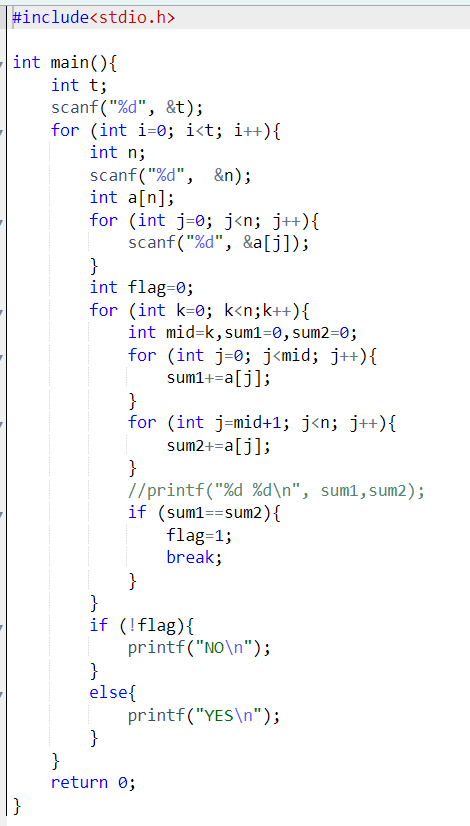 #include<stdio.h>
int main(){
int t;
scanf("%d", &t);
for (int i=0; i<t; i++){
int n;
scanf("%d",  &n);
int a[n];
for (int j=0; j<n; j++){
scanf("%d", &a[j]);
}
int flag=0;
for (int k=0; k<n;k++){
int mid=k,sum1=0,sum2=0;
for (int j=0; j<mid; j++){
sum1+=a[j];
}
for (int j=mid+1; j<n; j++){
sum2+=a[j];
}
//printf("%d %d\n", sum1,sum2);
if (sum1==sum2){
flag=1;
break;
}
}
if (!flag){
printf("NO\n");
}
else{
printf("YES\n");
}
}
return 0;
}